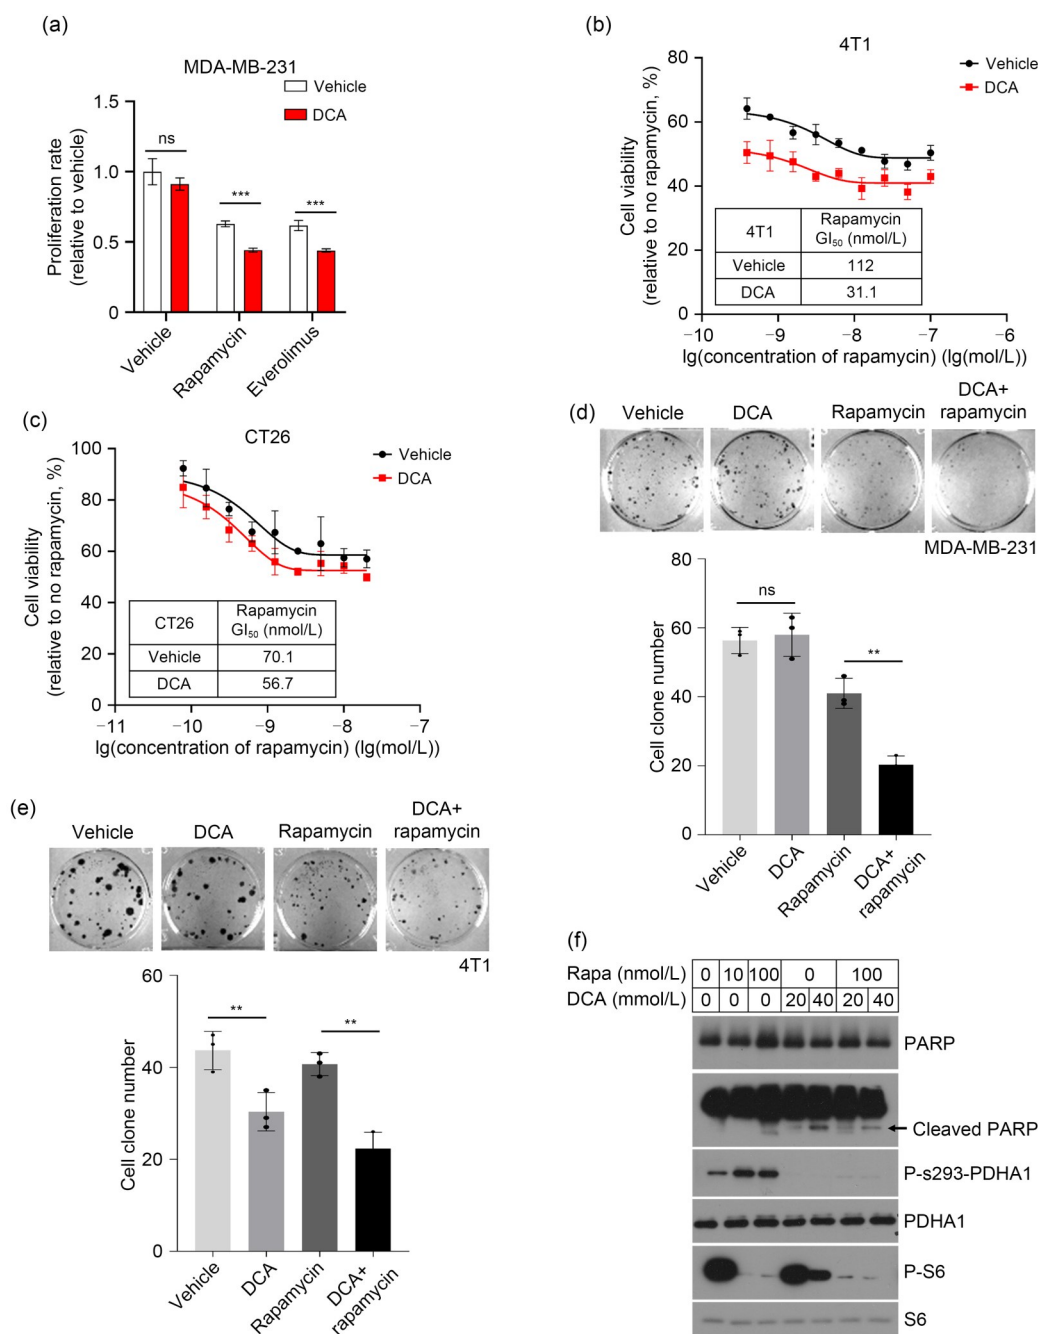 (a)
MDA-MB-231
Vehicle
DCA
Proliferation rate
(relative to vehicle)
1.5
1.0
0.5
0
ns
***
***
Vehicle
Rapamycin
Everolimus
(b)
4T1
Vehicle
DCA
Cell viability
(relative to no rapamycin, %)
80
60
40
20
0
4T1 Rapamycin GI50 (nmol/L)
Vehicle 112
DCA 31.1
−10 −9 −8 −7 −6
lg(concentration of rapamycin) (lg(mol/L))
(c)
CT26
Vehicle
DCA
Cell viability
(relative to no rapamycin, %)
100
80
60
40
20
0
CT26 Rapamycin GI50 (nmol/L)
Vehicle 70.1
DCA 56.7
−11 −10 −9 −8 −7
lg(concentration of rapamycin) (lg(mol/L))
(d)
Vehicle DCA Rapamycin DCA+
rapamycin
MDA-MB-231
Cell clone number
80
60
40
20
0
ns
**
Vehicle
DCA
Rapamycin
DCA+
rapamycin
(e)
Vehicle DCA Rapamycin DCA+
rapamycin
4T1
Cell clone number
60
40
20
0
**
**
Vehicle
DCA
Rapamycin
DCA+
rapamycin
(f)
Rapa (nmol/L) 0 10 100 0 100
DCA (mmol/L) 0 0 0 20 40 20 40
PARP
Cleaved PARP
P-s293-PDHA1
PDHA1
P-S6
S6